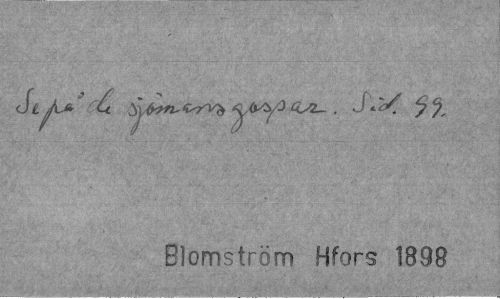 Se på de sjömansgossar. Sid. 99.
Blomström Hfors 1898